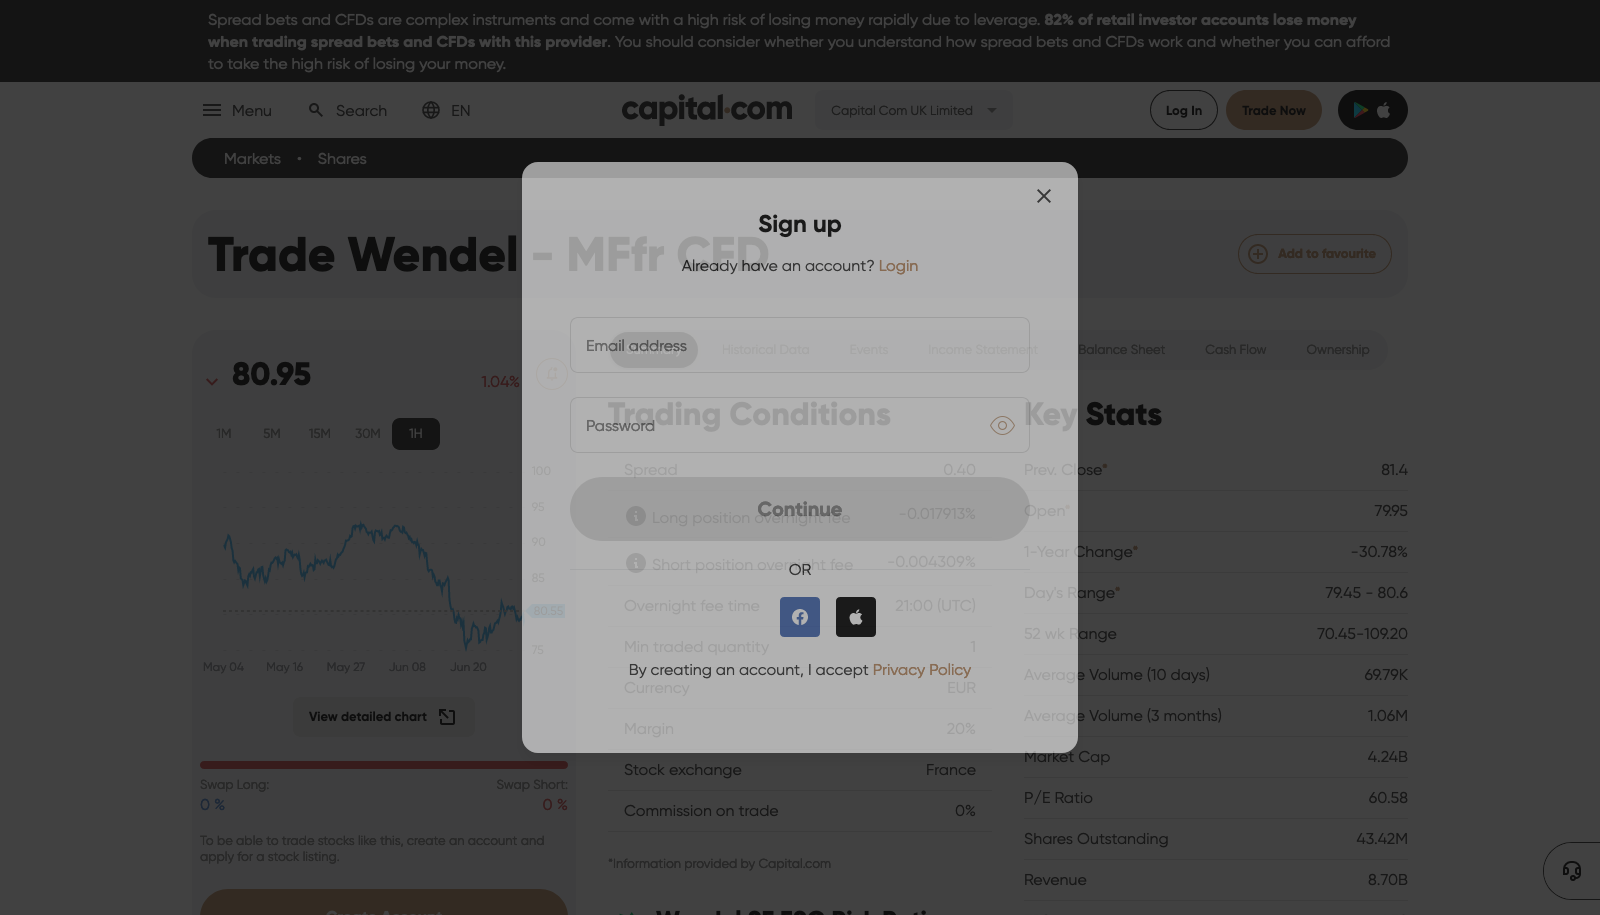 Spread bets and CFDs are complex instruments and come with a high risk of losing money rapidly due to leverage. 82% of retail investor accounts lose money
when trading spread bets and CFDs with this provider. You should consider whether you understand how spread bets and CFDs work and whether you can afford
to take the high risk of losing your money.
Menu Search EN capital.com Capital Com UK Limited Log In Trade Now
Markets • Shares
Trade Wendel - MFfr CFD
Add to favourite
Sign up
Already have an account? Login
Email address
Password
Continue
OR
By creating an account, I accept Privacy Policy
80.95 1.04%
1M 5M 15M 30M 1H
100
95
90
85
80.55
75
May 04 May 16 May 27 Jun 08 Jun 20
View detailed chart
Swap Long: Swap Short:
0 % 0 %
To be able to trade stocks like this, create an account and
apply for a stock listing.
Create Account
Historical Data Events Income Statement Balance Sheet Cash Flow Ownership
Trading Conditions
Spread 0.40
Long position overnight fee -0.017913%
Short position overnight fee -0.004309%
Overnight fee time 21:00 (UTC)
Min traded quantity 1
Currency EUR
Margin 20%
Stock exchange France
Commission on trade 0%
*Information provided by Capital.com
Key Stats
Prev. Close* 81.4
Open* 79.95
1-Year Change* -30.78%
Day's Range* 79.45 - 80.6
52 wk Range 70.45-109.20
Average Volume (10 days) 69.79K
Average Volume (3 months) 1.06M
Market Cap 4.24B
P/E Ratio 60.58
Shares Outstanding 43.42M
Revenue 8.70B